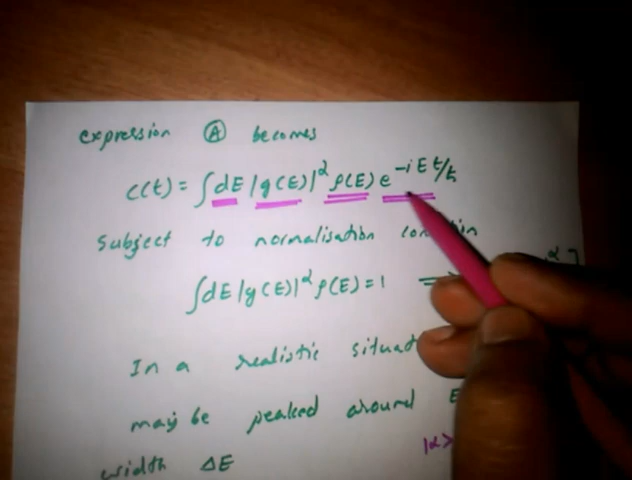 expression Ⓐ becomes
C(t) = ∫dE |g(E)|² ρ(E) e^{-iEt/ħ}
subject to normalisation
∫dE |g(E)|² ρ(E) = 1
In a realistic
may be peaked around E
width ΔE
|α>